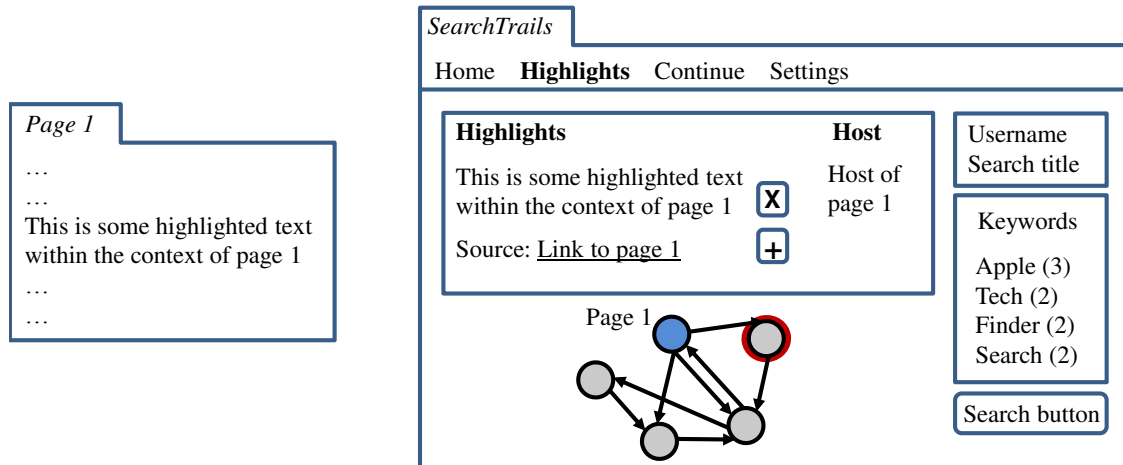 Page 1
…
…
This is some highlighted text
within the context of page 1
…
…
SearchTrails
Home Highlights Continue Settings
Highlights Host
This is some highlighted text
within the context of page 1
X
Host of
page 1
Source: Link to page 1
+
Page 1
Username
Search title
Keywords
Apple (3)
Tech (2)
Finder (2)
Search (2)
Search button